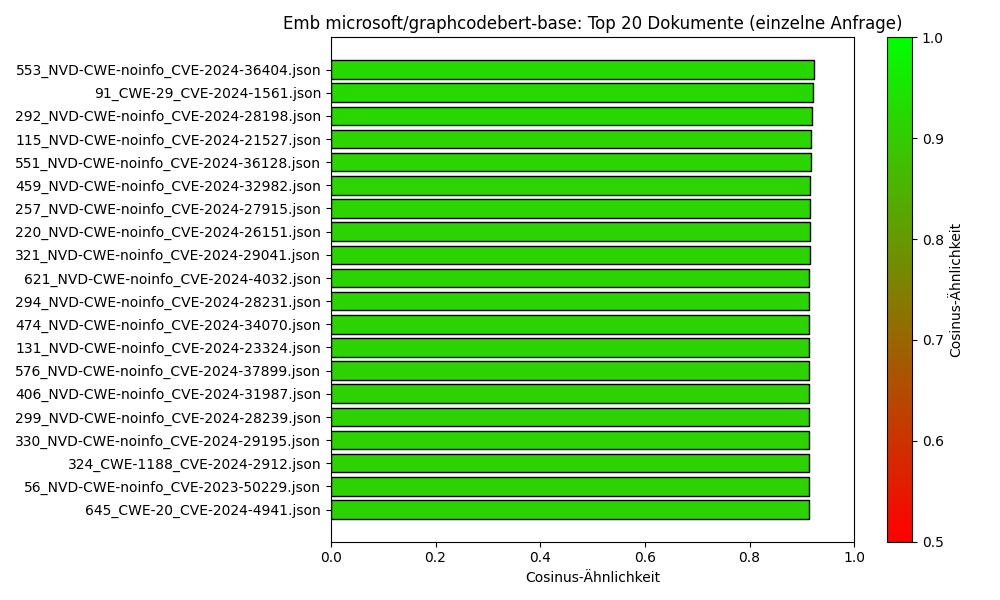 Emb microsoft/graphcodebert-base: Top 20 Dokumente (einzelne Anfrage)
553_NVD-CWE-noinfo_CVE-2024-36404.json
91_CWE-29_CVE-2024-1561.json
292_NVD-CWE-noinfo_CVE-2024-28198.json
115_NVD-CWE-noinfo_CVE-2024-21527.json
551_NVD-CWE-noinfo_CVE-2024-36128.json
459_NVD-CWE-noinfo_CVE-2024-32982.json
257_NVD-CWE-noinfo_CVE-2024-27915.json
220_NVD-CWE-noinfo_CVE-2024-26151.json
321_NVD-CWE-noinfo_CVE-2024-29041.json
621_NVD-CWE-noinfo_CVE-2024-4032.json
294_NVD-CWE-noinfo_CVE-2024-28231.json
474_NVD-CWE-noinfo_CVE-2024-34070.json
131_NVD-CWE-noinfo_CVE-2024-23324.json
576_NVD-CWE-noinfo_CVE-2024-37899.json
406_NVD-CWE-noinfo_CVE-2024-31987.json
299_NVD-CWE-noinfo_CVE-2024-28239.json
330_NVD-CWE-noinfo_CVE-2024-29195.json
324_CWE-1188_CVE-2024-2912.json
56_NVD-CWE-noinfo_CVE-2023-50229.json
645_CWE-20_CVE-2024-4941.json
0.0 0.2 0.4 0.6 0.8 1.0
Cosinus-Ähnlichkeit
1.0
0.9
0.8
0.7
0.6
0.5
Cosinus-Ähnlichkeit